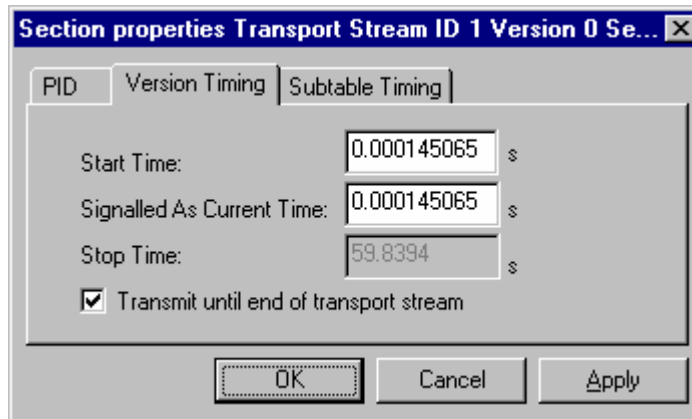 Section properties Transport Stream ID 1 Version 0 Se...
PID Version Timing Subtable Timing
Start Time: 0.000145065 s
Signalled As Current Time: 0.000145065 s
Stop Time: 59.8394 s
Transmit until end of transport stream
OK Cancel Apply